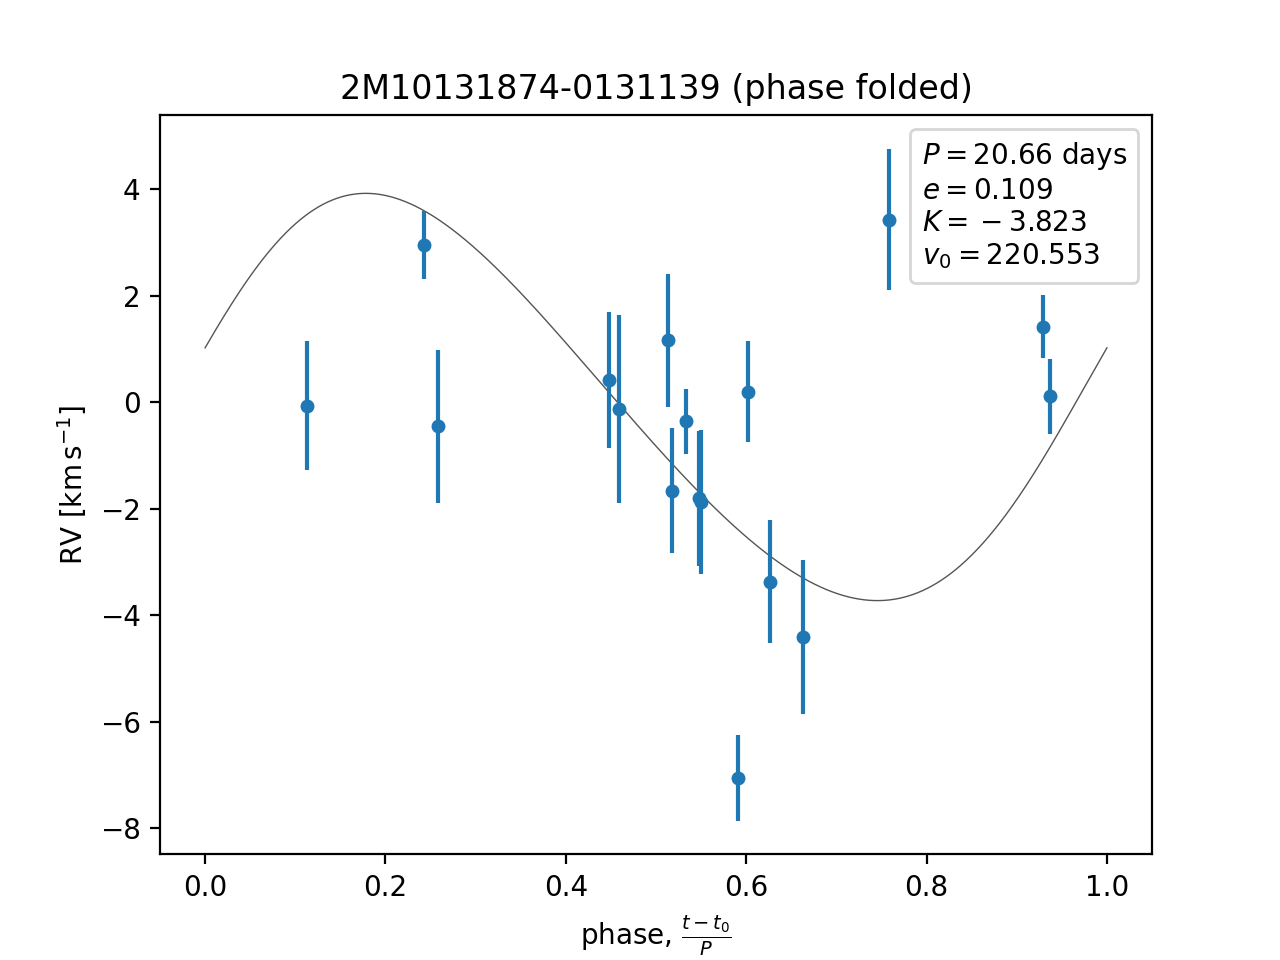 2M10131874-0131139 (phase folded)
P = 20.66 days
e = 0.109
K = −3.823
v₀ = 220.553
4
2
0
−2
−4
−6
−8
RV [km s⁻¹]
0.0 0.2 0.4 0.6 0.8 1.0
phase, (t − t₀)/P